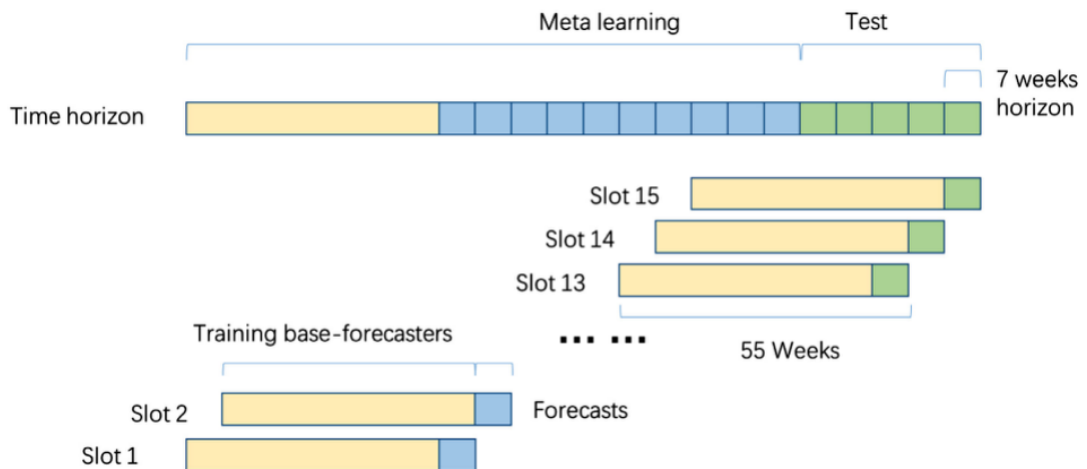 Meta learning
Test
7 weeks
horizon
Time horizon
Slot 15
Slot 14
Slot 13
Training base-forecasters
... ...
55 Weeks
Slot 2
Forecasts
Slot 1